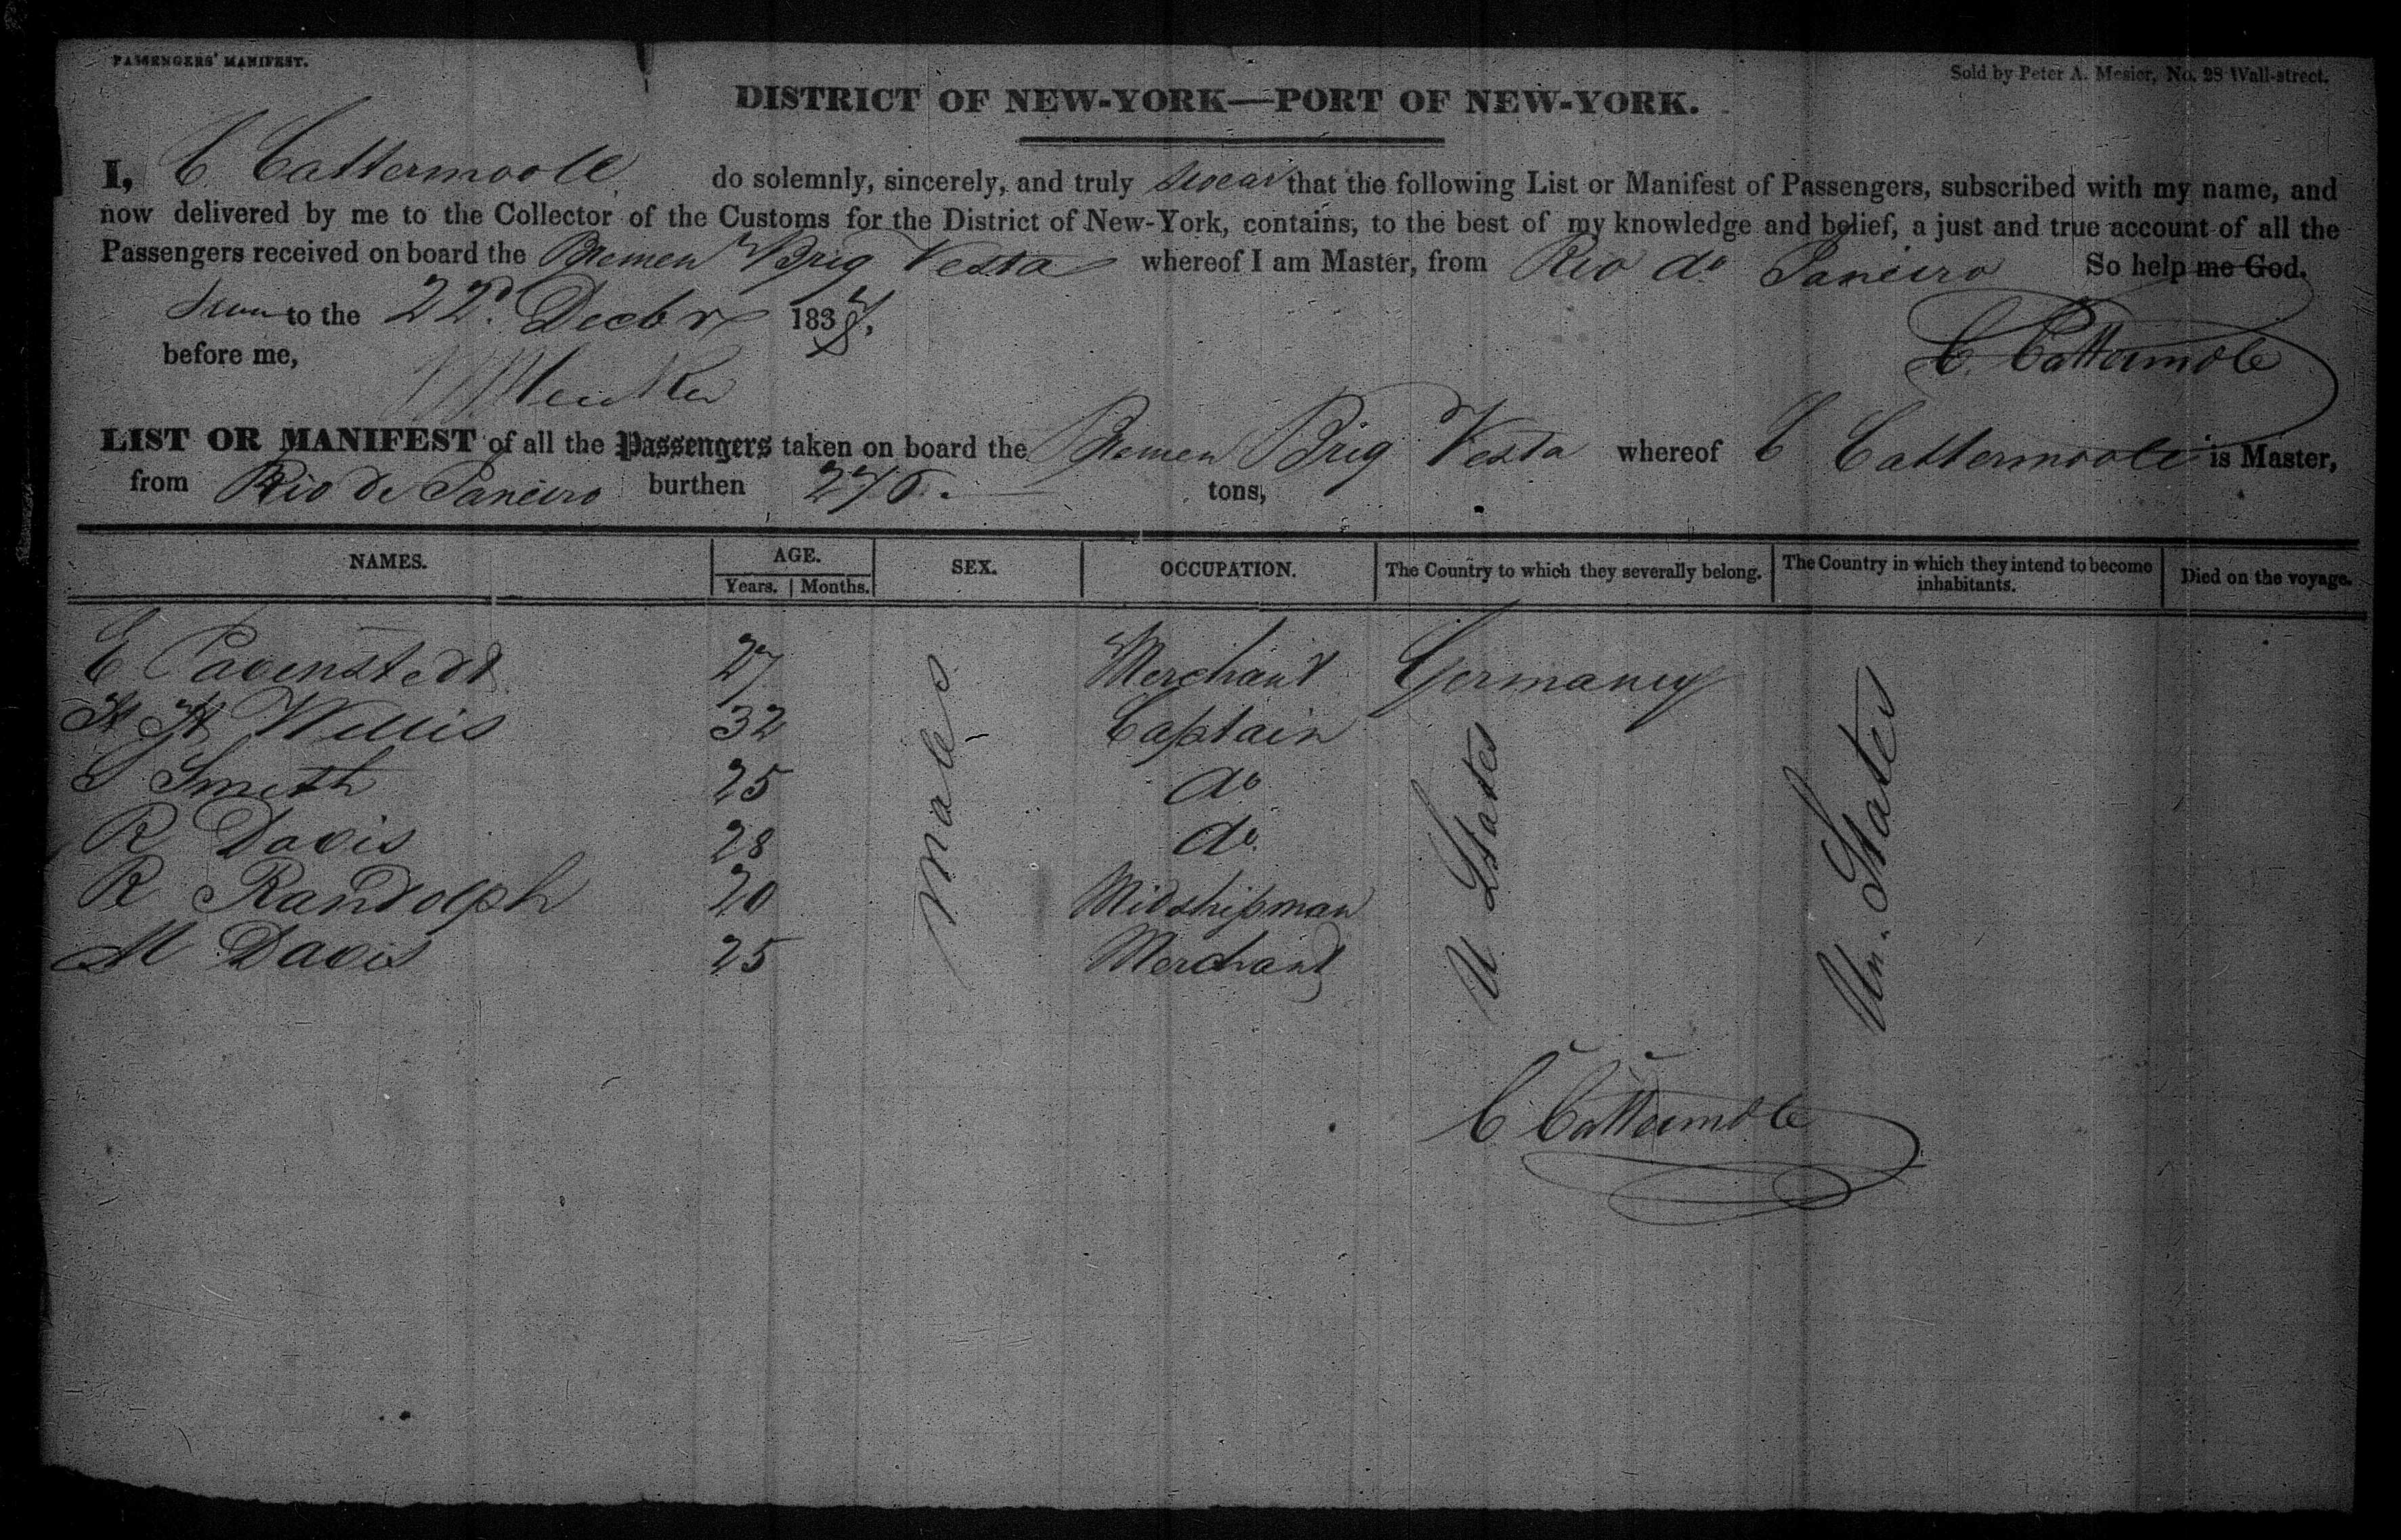 PASSENGERS' MANIFEST.
Sold by Peter A. Mesier, No. 28 Wall-street.
DISTRICT OF NEW-YORK—PORT OF NEW-YORK.
I, C. Cattermoole do solemnly, sincerely, and truly swear that the following List or Manifest of Passengers, subscribed with my name, and
now delivered by me to the Collector of the Customs for the District of New-York, contains, to the best of my knowledge and belief, a just and true account of all the
Passengers received on board the Bremen Brig Vesta whereof I am Master, from Rio de Janeiro So help me God.
to the 22d. Decbr 183
C. Cattermole
before me,
LIST OR MANIFEST of all the Passengers taken on board the Bremen Brig Vesta whereof C Cattermoole is Master,
from Rio de Janeiro burthen tons,
NAMES. AGE. SEX. OCCUPATION. The Country to which they severally belong. The Country in which they intend to become inhabitants. Died on the voyage.
Years. Months.
E Pavenstedt 27 Merchant Germany
H H Willis 32 Captain
S Smith 25 do
R Davis 28 do
R Randolph 20 Midshipman
M Davis 25 Merchant
Males
U States
Un. States
C Cattermole